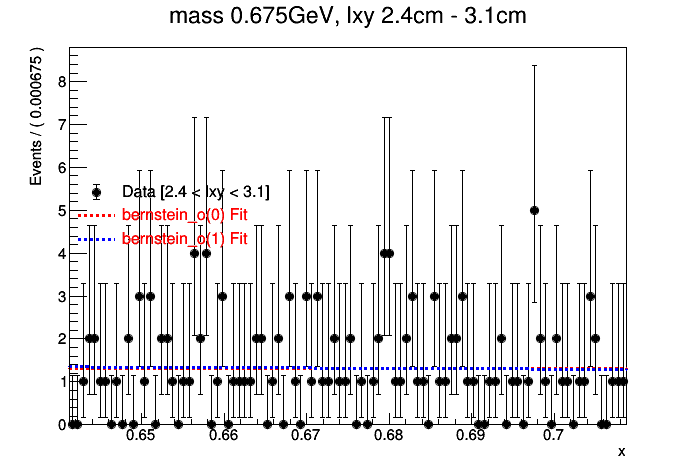 mass 0.675GeV, lxy 2.4cm - 3.1cm
Events / ( 0.000675 )
8
7
6
5
4
3
2
1
0
Data [2.4 < lxy < 3.1]
bernstein_o(0) Fit
bernstein_o(1) Fit
0.65 0.66 0.67 0.68 0.69 0.7
x